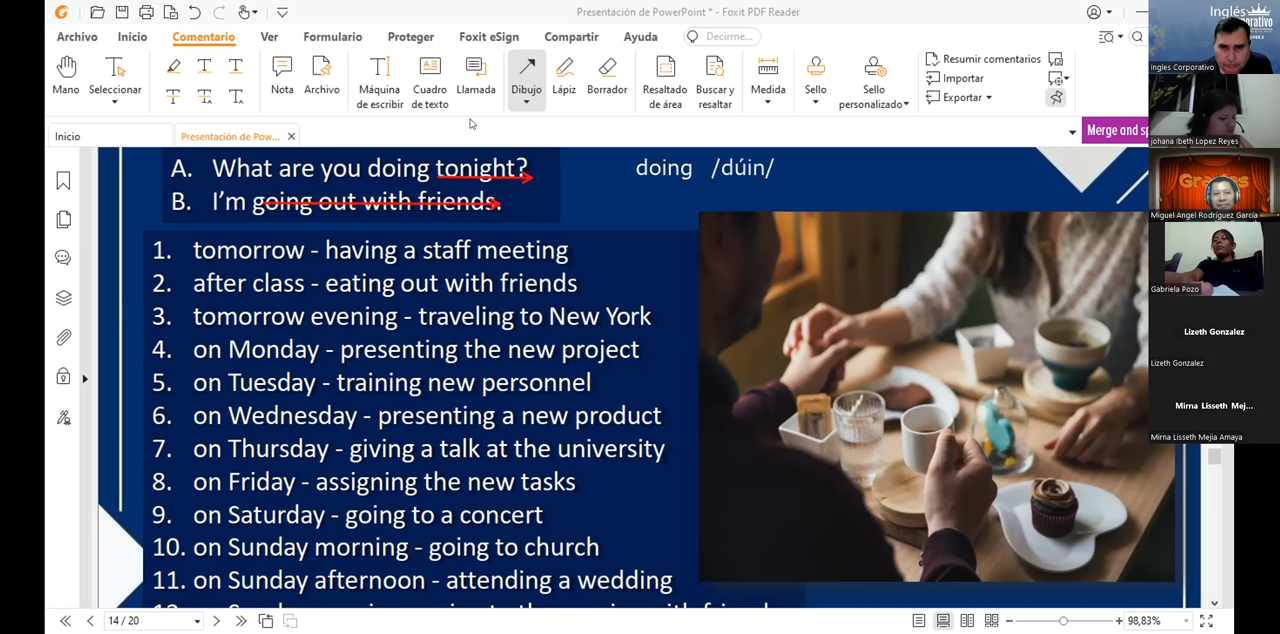 Presentación de PowerPoint * - Foxit PDF Reader
Archivo Inicio Comentario Ver Formulario Proteger Foxit eSign Compartir Ayuda Decirme...
Mano Seleccionar Nota Archivo Máquina de escribir Cuadro de texto Llamada Dibujo Lápiz Borrador Resaltado de área Buscar y resaltar Medida Sello Sello personalizado
Resumir comentarios
Importar
Exportar
Inicio Presentación de Pow...
Merge and
A. What are you doing tonight? doing /dúin/
B. I'm going out with friends.
1. tomorrow - having a staff meeting
2. after class - eating out with friends
3. tomorrow evening - traveling to New York
4. on Monday - presenting the new project
5. on Tuesday - training new personnel
6. on Wednesday - presenting a new product
7. on Thursday - giving a talk at the university
8. on Friday - assigning the new tasks
9. on Saturday - going to a concert
10. on Sunday morning - going to church
11. on Sunday afternoon - attending a wedding
14 / 20
98,83%
Inglés
Ingles Corporativo
Johana Ibeth Lopez Reyes
Miguel Angel Rodríguez García
Gabriela Pozo
Lizeth Gonzalez
Lizeth Gonzalez
Mirna Lisseth Mej...
Mirna Lisseth Mejia Amaya